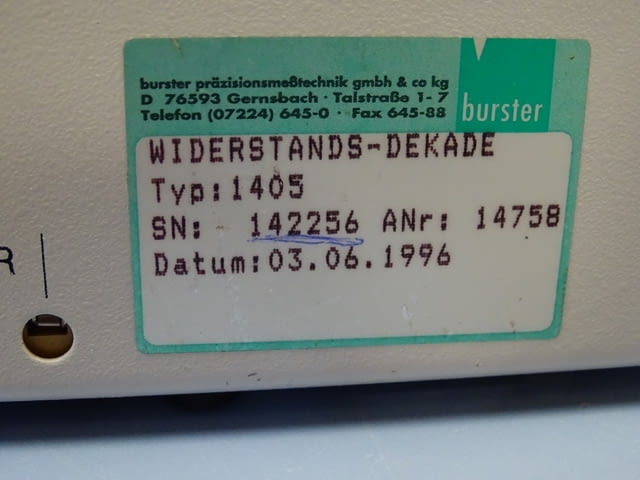 burster präzisionsmeßtechnik gmbh & co kg
D 76593 Gernsbach · Talstraße 1-7
Telefon (07224) 645-0 · Fax 645-88
burster
WIDERSTANDS-DEKADE
Typ:1405
SN: 142256 ANr: 14758
Datum:03.06.1996
R